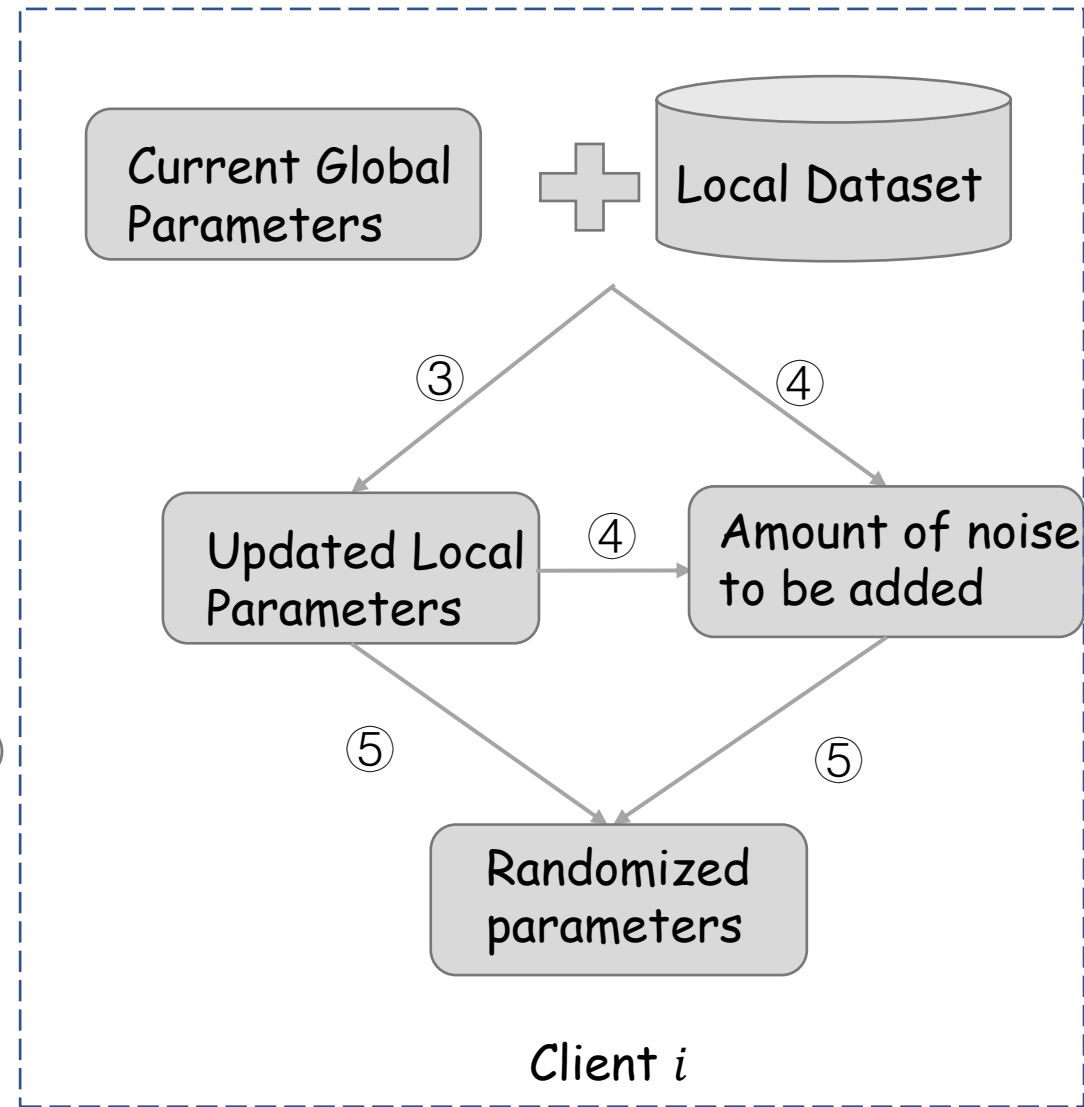 Current Global
Parameters
Local Dataset
③
④
Updated Local
Parameters
④
Amount of noise
to be added
⑤
⑤
Randomized
parameters
Client i